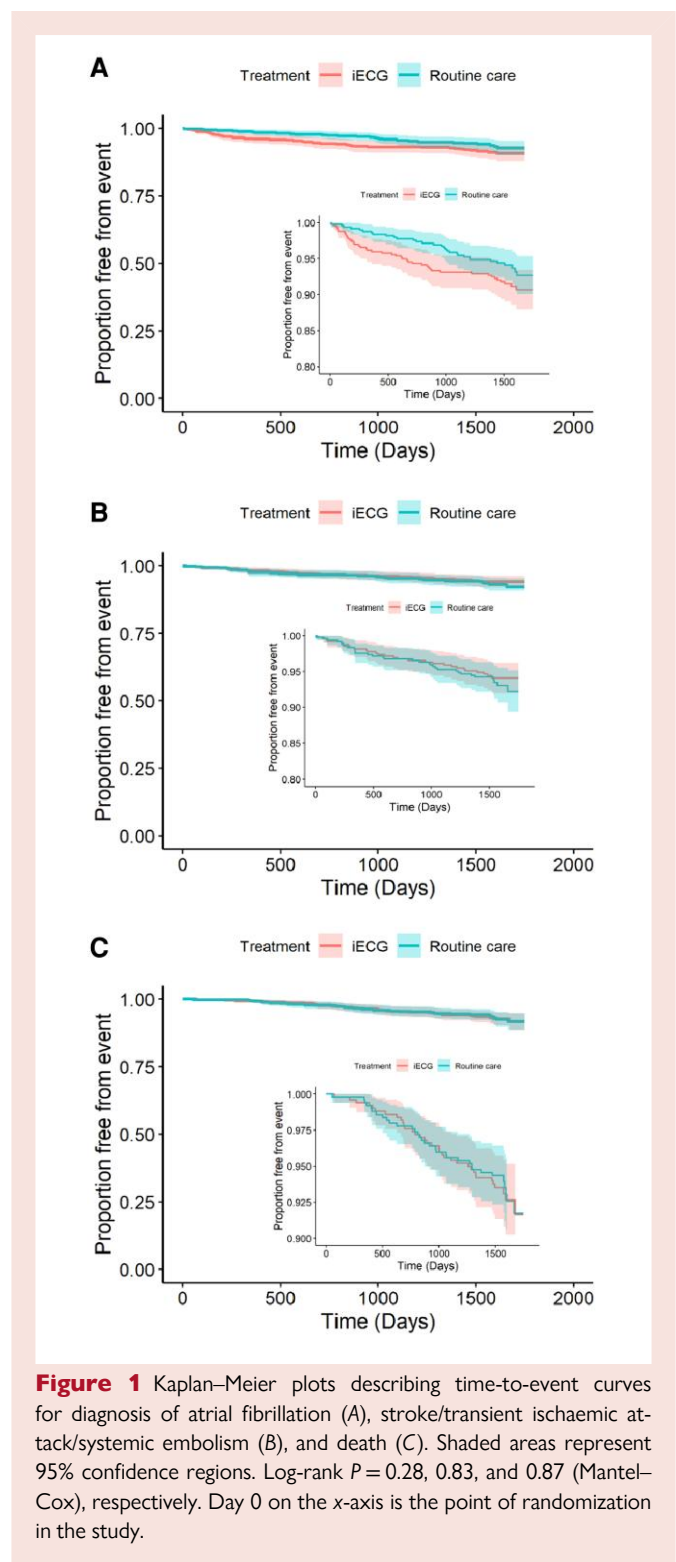 A
Treatment iECG Routine care
Proportion free from event
1.00
0.75
0.50
0.25
0.00
Treatment iECG Routine care
Proportion free from event
1.00
0.95
0.90
0.85
0.80
0 500 1000 1500
Time (Days)
0 500 1000 1500 2000
Time (Days)
B
Treatment iECG Routine care
Proportion free from event
1.00
0.75
0.50
0.25
0.00
Treatment iECG Routine care
Proportion free from event
1.00
0.95
0.90
0.85
0.80
0 500 1000 1500
Time (Days)
0 500 1000 1500 2000
Time (Days)
C
Treatment iECG Routine care
Proportion free from event
1.00
0.75
0.50
0.25
0.00
Treatment iECG Routine care
Proportion free from event
1.000
0.975
0.950
0.925
0.900
0 500 1000 1500
Time (Days)
0 500 1000 1500 2000
Time (Days)
Figure 1 Kaplan–Meier plots describing time-to-event curves
for diagnosis of atrial fibrillation (A), stroke/transient ischaemic at-
tack/systemic embolism (B), and death (C). Shaded areas represent
95% confidence regions. Log-rank P = 0.28, 0.83, and 0.87 (Mantel–
Cox), respectively. Day 0 on the x-axis is the point of randomization
in the study.